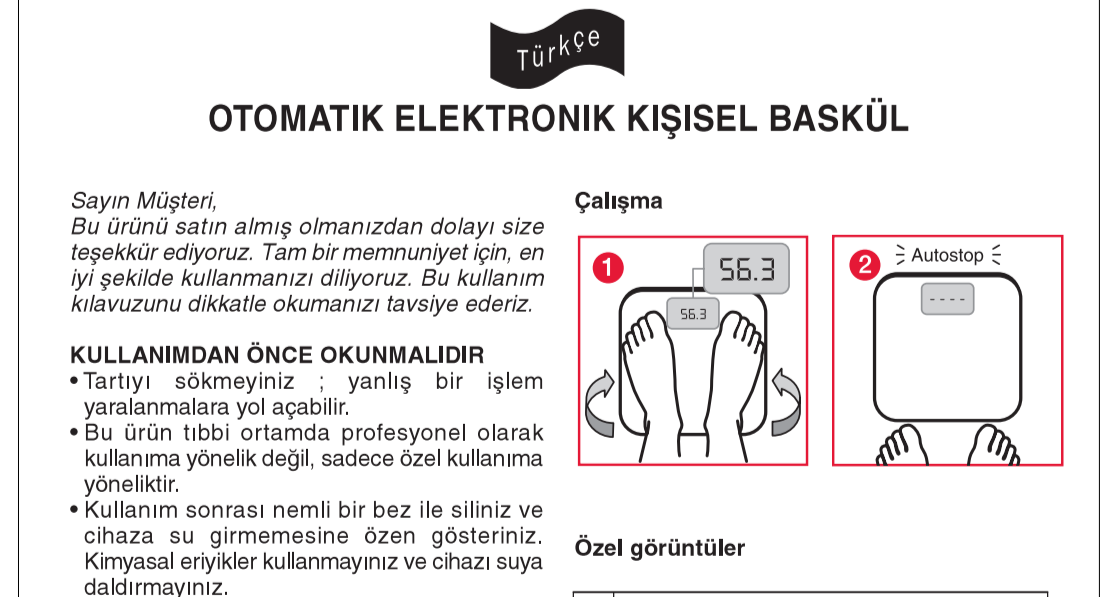 Türkçe
OTOMATIK ELEKTRONIK KIŞISEL BASKÜL
Sayın Müşteri,
Bu ürünü satın almış olmanızdan dolayı size
teşekkür ediyoruz. Tam bir memnuniyet için, en
iyi şekilde kullanmanızı diliyoruz. Bu kullanım
kılavuzunu dikkatle okumanızı tavsiye ederiz.
KULLANIMDAN ÖNCE OKUNMALIDIR
• Tartıyı sökmeyiniz ; yanlış bir işlem
yaralanmalara yol açabilir.
• Bu ürün tıbbi ortamda profesyonel olarak
kullanıma yönelik değil, sadece özel kullanıma
yöneliktir.
• Kullanım sonrası nemli bir bez ile siliniz ve
cihaza su girmemesine özen gösteriniz.
Kimyasal eriyikler kullanmayınız ve cihazı suya
daldırmayınız.
Çalışma
1
56.3
56.3
2
Autostop
- - - -
Özel görüntüler